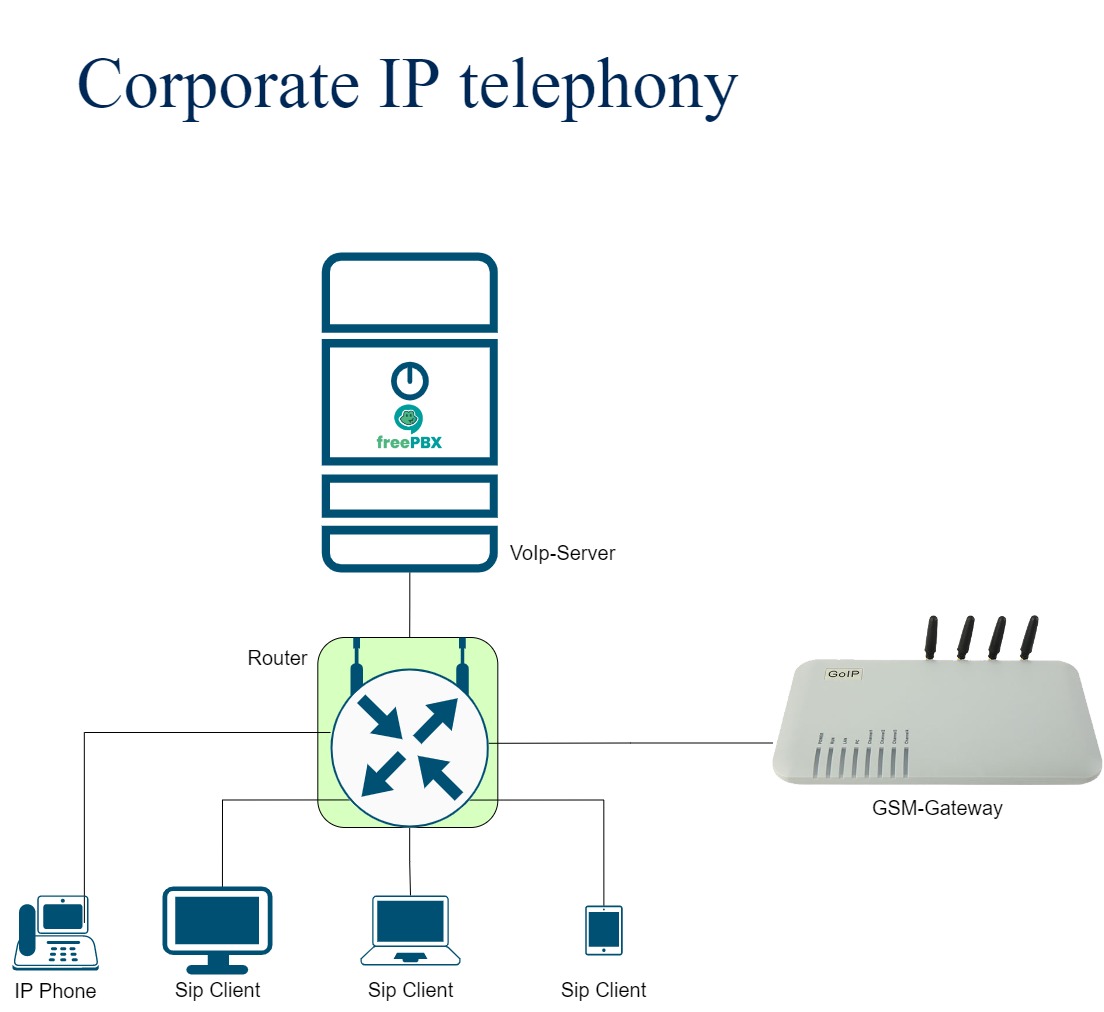 Corporate IP telephony
freePBX
VoIp-Server
Router
GoIP
GSM-Gateway
IP Phone
Sip Client
Sip Client
Sip Client